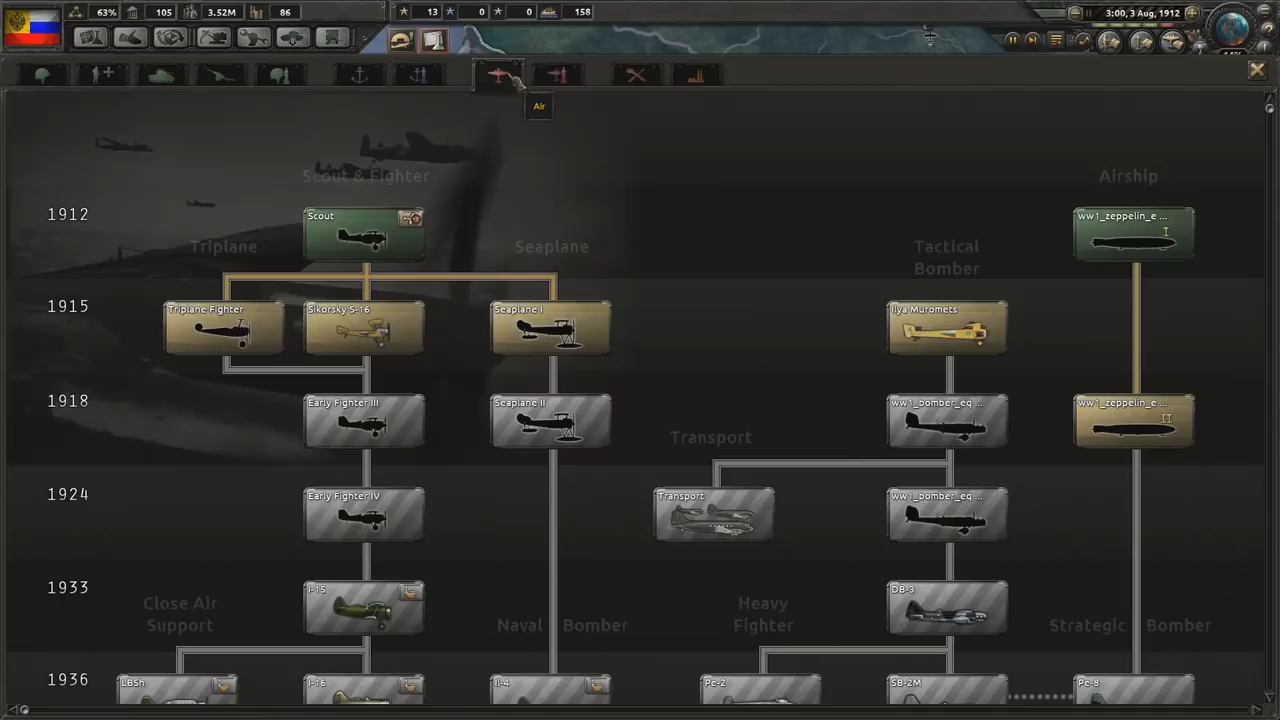 63%
105
3.52M
86
13
0
0
158
3:00, 3 Aug, 1912
14%
Air
Scout & Fighter
Airship
1912
Scout
ww1_zeppelin_e ...
I
Triplane
Seaplane
Tactical
Bomber
1915
Triplane Fighter
Sikorsky S-16
Seaplane I
Ilya Muromets
1918
Early Fighter III
Seaplane II
ww1_bomber_eq ...
ww1_zeppelin_e ...
II
Transport
1924
Early Fighter IV
Transport
ww1_bomber_eq ...
1933
I-15
DB-3
Close Air
Support
Naval Bomber
Heavy
Fighter
Strategic Bomber
1936
LBSh
I-16
Il-4
Pe-2
SB-2M
Pe-8